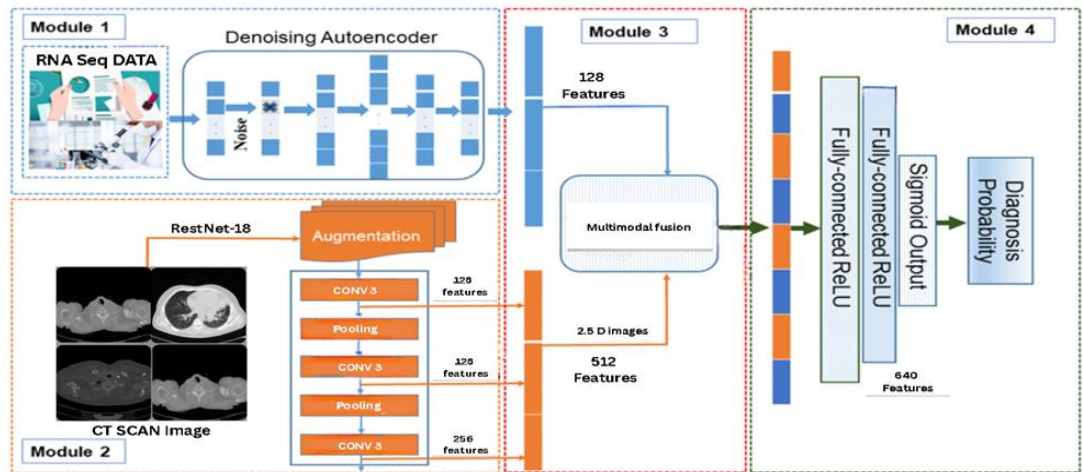 Module 1
Denoising Autoencoder
RNA Seq DATA
Noise
Module 2
RestNet-18
Augmentation
CT SCAN Image
CONV 3
Pooling
CONV 3
Pooling
CONV 3
128
features
128
features
256
features
Module 3
128
Features
Multimodal fusion
2.5 D images
512
Features
Module 4
Fully-connected ReLU
Fully-connected ReLU
Sigmoid Output
Diagnosis
Probability
640
Features